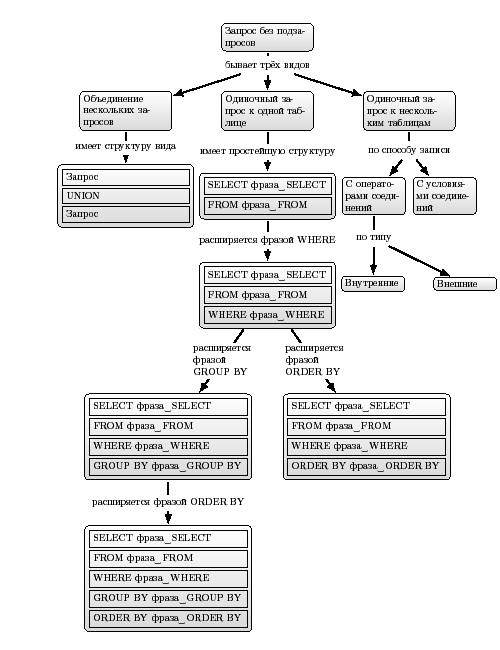 Запрос без подза-
просов
бывает трёх видов
Объединение
нескольких за-
просов
Одиночный за-
прос к одной таб-
лице
Одиночный за-
прос к несколь-
ким таблицам
имеет структуру вида
имеет простейшую структуру
по способу записи
Запрос
UNION
Запрос
SELECT фраза_SELECT
FROM фраза_FROM
С операто-
рами соеди-
нений
С условия-
ми соедине-
ний
расширяется фразой WHERE
по типу
SELECT фраза_SELECT
FROM фраза_FROM
WHERE фраза_WHERE
Внутренние
Внешние
расширяется
фразой
GROUP BY
расширяется
фразой
ORDER BY
SELECT фраза_SELECT
FROM фраза_FROM
WHERE фраза_WHERE
GROUP BY фраза_GROUP BY
SELECT фраза_SELECT
FROM фраза_FROM
WHERE фраза_WHERE
ORDER BY фраза_ORDER BY
расширяется фразой ORDER BY
SELECT фраза_SELECT
FROM фраза_FROM
WHERE фраза_WHERE
GROUP BY фраза_GROUP BY
ORDER BY фраза_ORDER BY